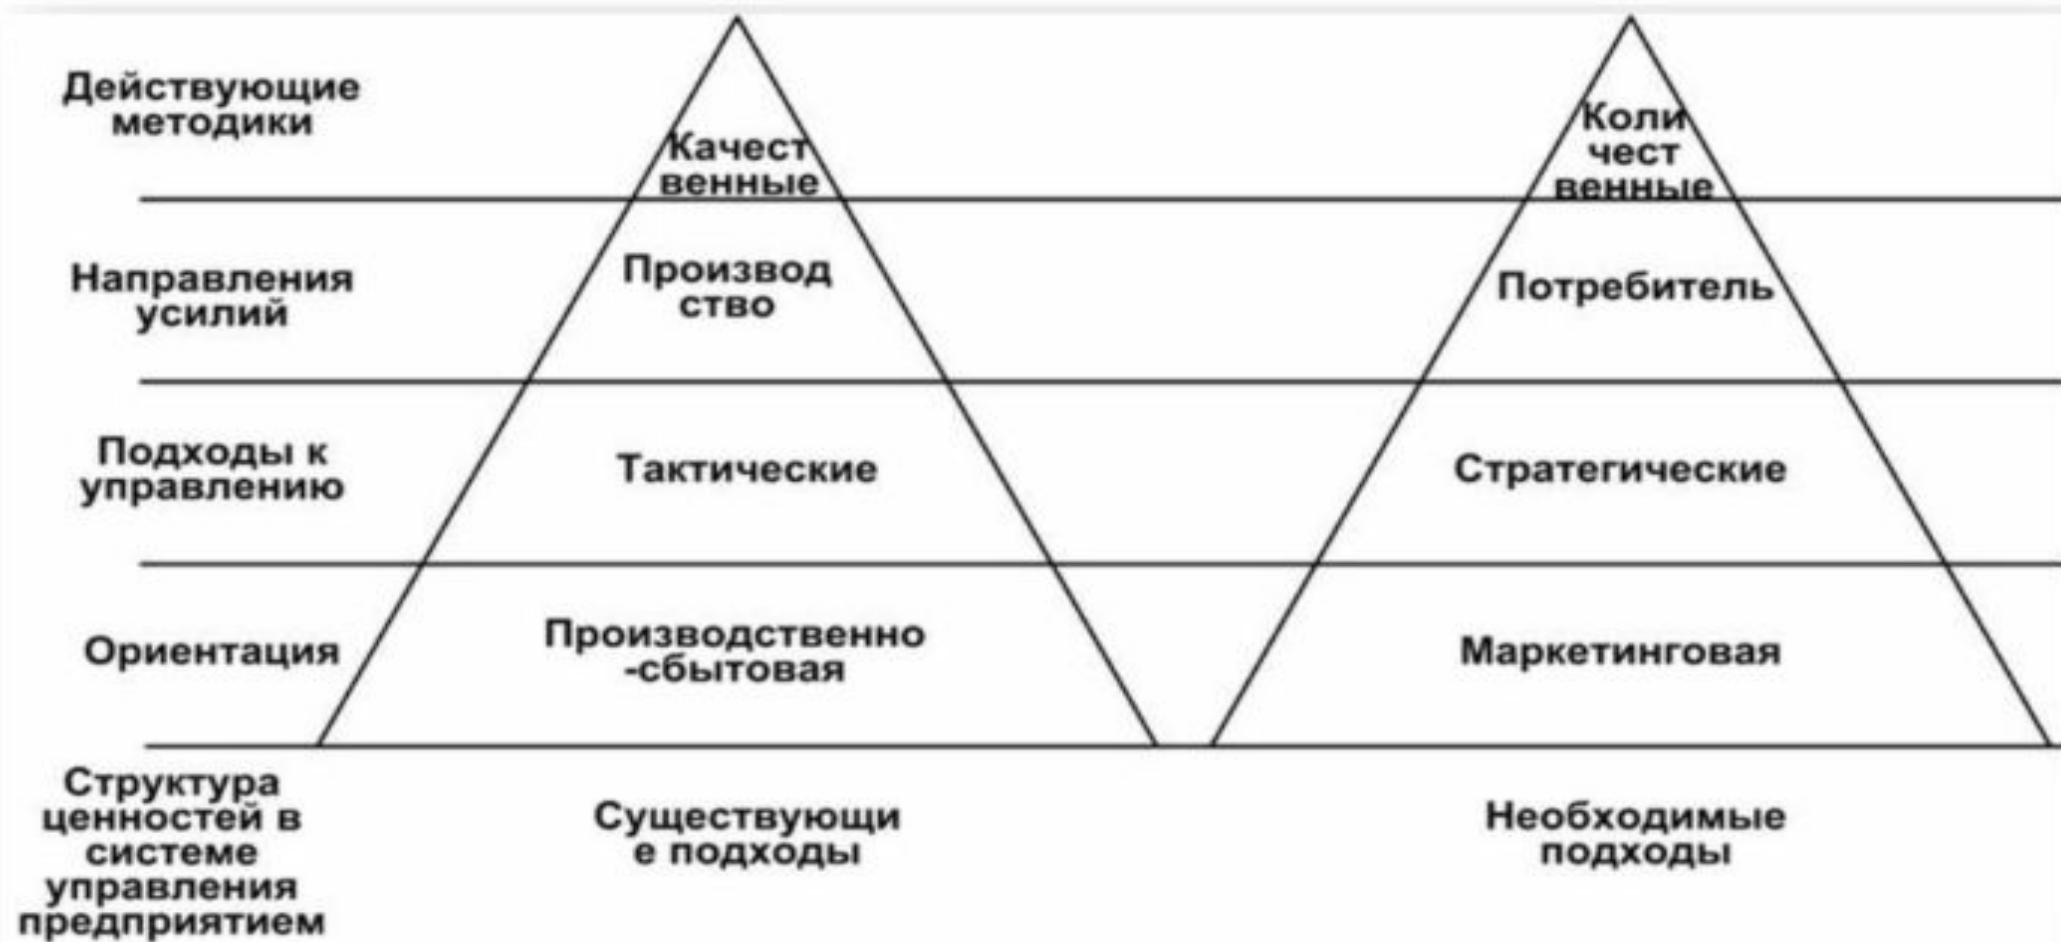 Действующие
методики
Качест
венные
Коли
чест
венные
Направления
усилий
Производ
ство
Потребитель
Подходы к
управлению
Тактические
Стратегические
Ориентация
Производственно
-сбытовая
Маркетинговая
Структура
ценностей в
системе
управления
предприятием
Существующи
е подходы
Необходимые
подходы